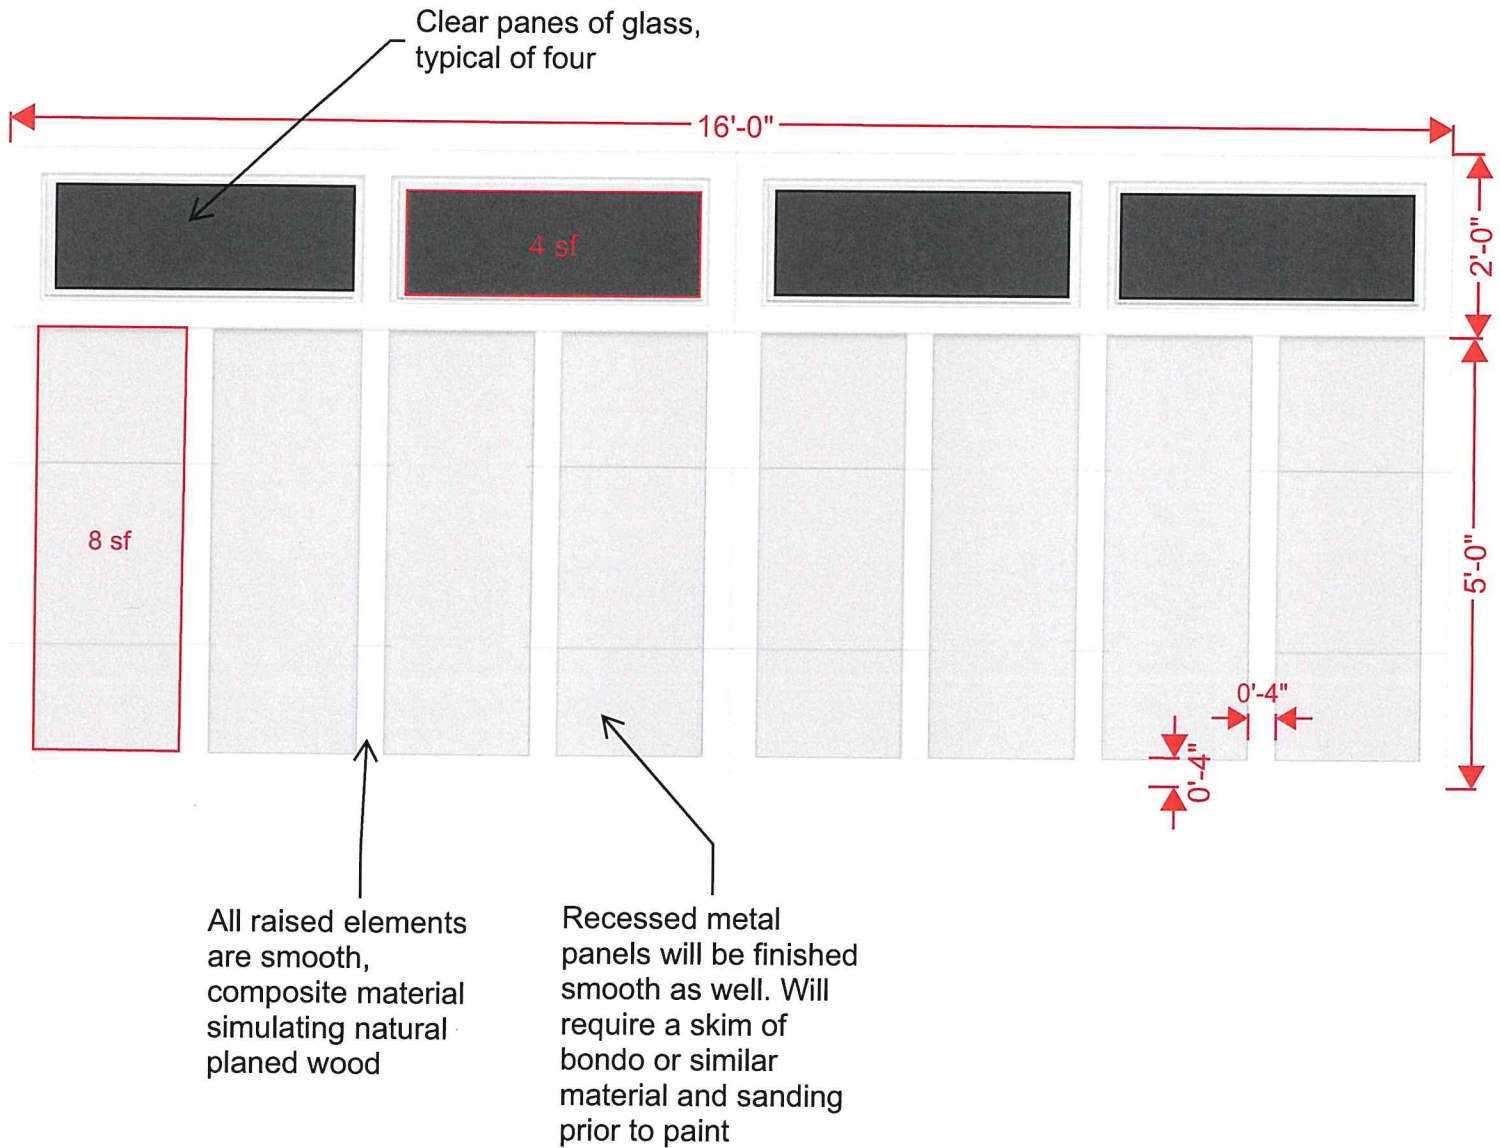 Clear panes of glass,
typical of four
16'-0"
2'-0"
4 sf
5'-0"
8 sf
0'-4"
0'-4"
All raised elements
are smooth,
composite material
simulating natural
planed wood
Recessed metal
panels will be finished
smooth as well. Will
require a skim of
bondo or similar
material and sanding
prior to paint